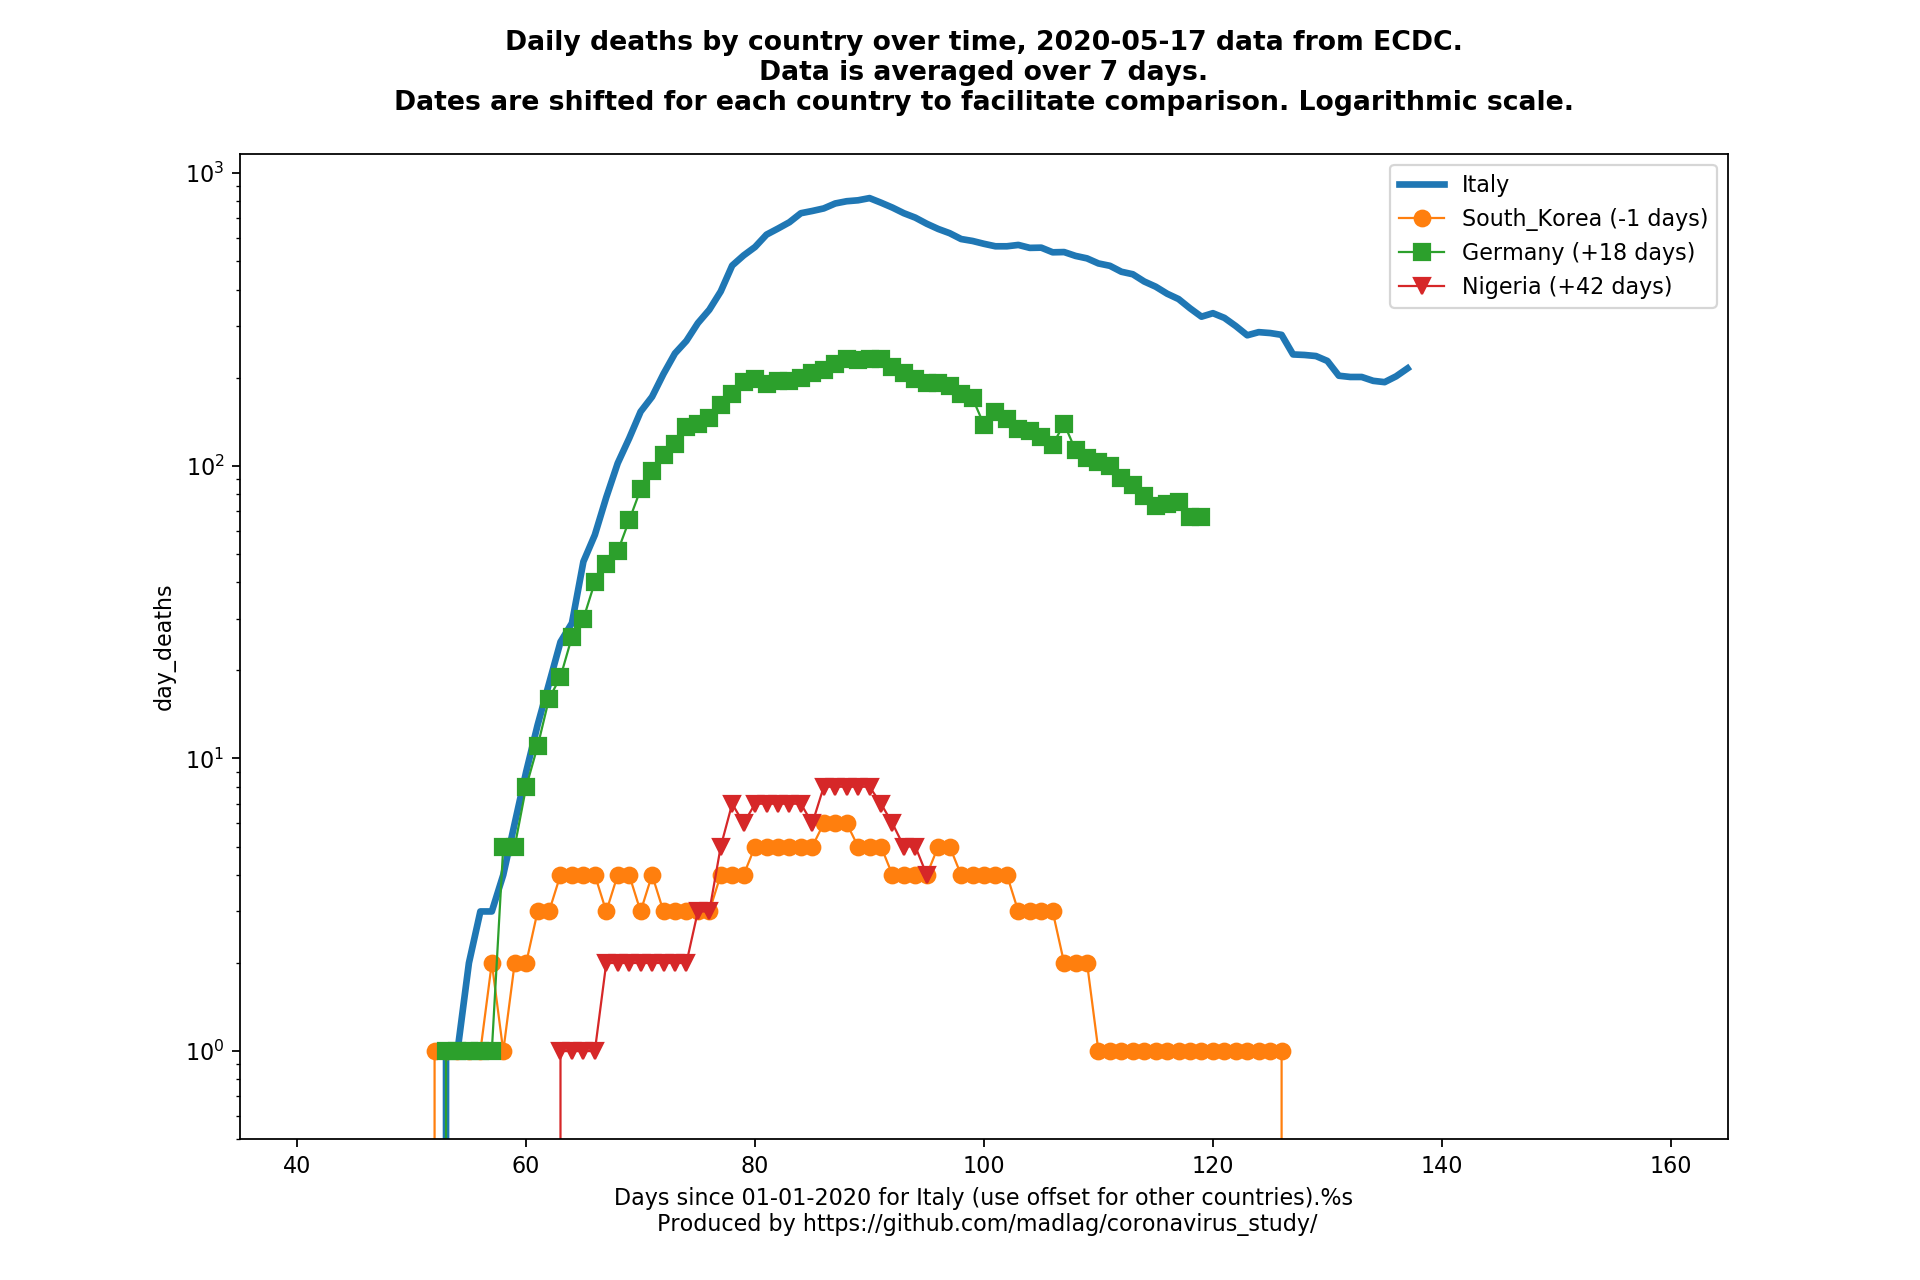 Daily deaths by country over time, 2020-05-17 data from ECDC.
Data is averaged over 7 days.
Dates are shifted for each country to facilitate comparison. Logarithmic scale.
10³
10²
10¹
10⁰
day_deaths
Italy
South_Korea (-1 days)
Germany (+18 days)
Nigeria (+42 days)
40 60 80 100 120 140 160
Days since 01-01-2020 for Italy (use offset for other countries).%s
Produced by https://github.com/madlag/coronavirus_study/